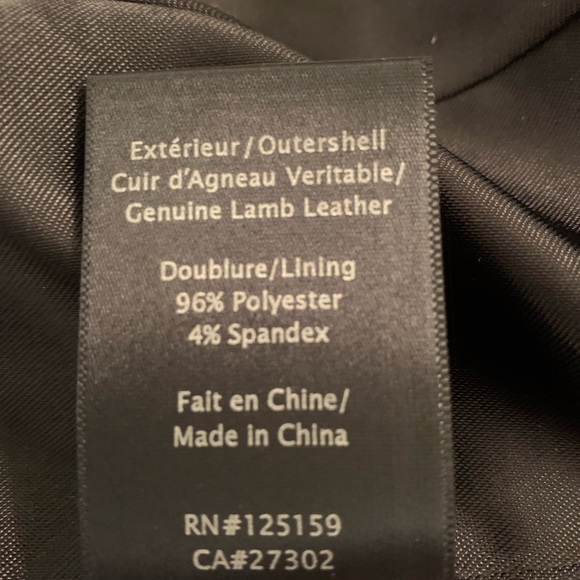 Extérieur/Outershell
Cuir d'Agneau Veritable/
Genuine Lamb Leather
Doublure/Lining
96% Polyester
4% Spandex
Fait en Chine/
Made in China
RN#125159
CA#27302